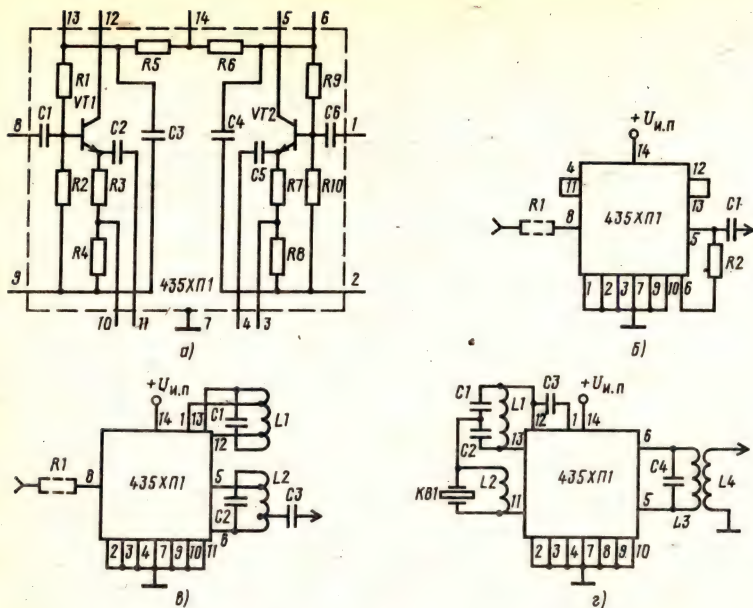 13 12 14 5 6
R5 R6
R1 R9
VT1 VT2
C1 C2 C3 C4 C5 C6
8 1
R2 R3 R7 R10
R4 R8
9 435ХП1 2
10 11 7 4 3
а)
+Uи.п
14
4 12
11 13
R1 8 435ХП1 5 C1
R2
1 2 3 7 9 10 6
б)
+Uи.п
14 1 13 C1 L1
12
R1 8 435ХП1 5 L2
C2 C3
6
2 3 4 7 9 10 11
в)
C1 L1 C3 +Uи.п
12 1 14
C2 13 6
КВ1 L2 435ХП1 C4 L4
11 5 L3
2 3 4 7 8 9 10
г)